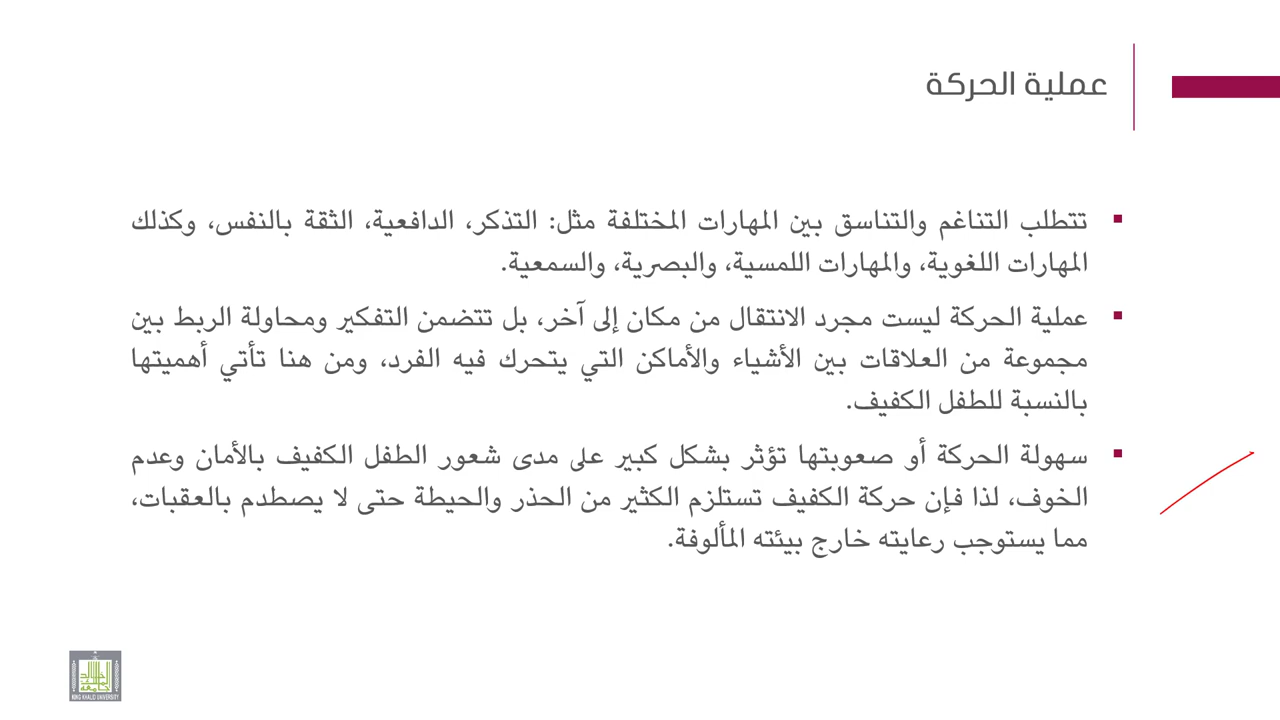 عملية الحركة
تتطلب التناغم والتناسق بين المهارات المختلفة مثل: التذكر، الدافعية، الثقة بالنفس، وكذلك
المهارات اللغوية، والمهارات اللمسية، والبصرية، والسمعية.
عملية الحركة ليست مجرد الانتقال من مكان إلى آخر، بل تتضمن التفكير ومحاولة الربط بين
مجموعة من العلاقات بين الأشياء والأماكن التي يتحرك فيه الفرد، ومن هنا تأتي أهميتها
بالنسبة للطفل الكفيف.
سهولة الحركة أو صعوبتها تؤثر بشكل كبير على مدى شعور الطفل الكفيف بالأمان وعدم
الخوف، لذا فإن حركة الكفيف تستلزم الكثير من الحذر والحيطة حتى لا يصطدم بالعقبات،
مما يستوجب رعايته خارج بيئته المألوفة.
KING KHALID UNIVERSITY